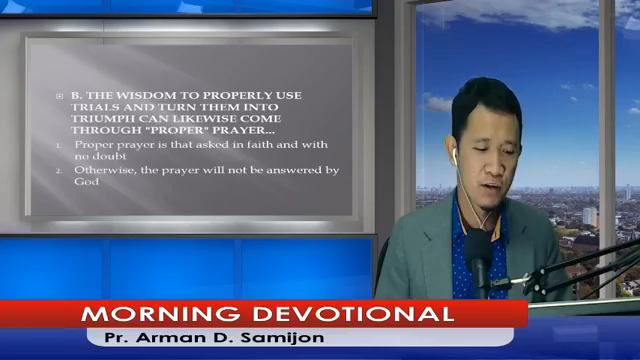 B. THE WISDOM TO PROPERLY USE
TRIALS AND TURN THEM INTO
TRIUMPH CAN LIKEWISE COME
THROUGH "PROPER" PRAYER...
1. Proper prayer is that asked in faith and with
no doubt
2. Otherwise, the prayer will not be answered by
God
MORNING DEVOTIONAL
Pr. Arman D. Samijon